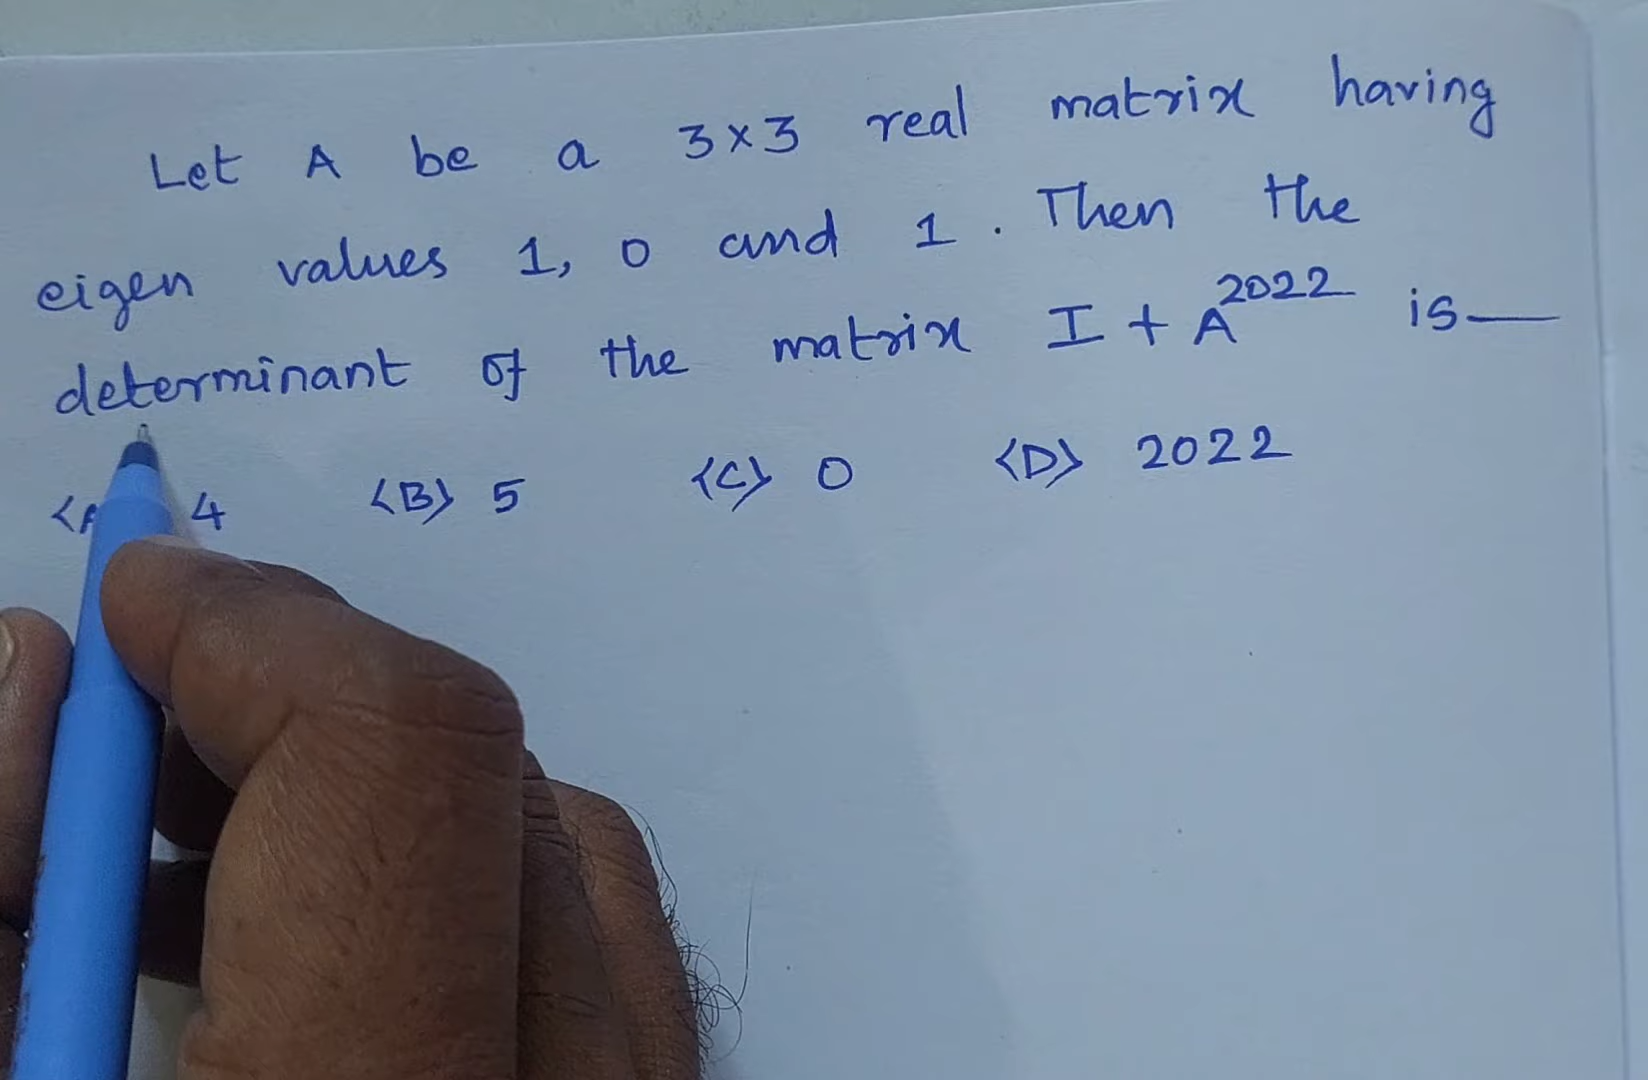 Let A be a 3×3 real matrix having
eigen values 1, 0 and 1. Then the
determinant of the matrix I + A^2022 is—
4 (B) 5 (C) 0 (D) 2022